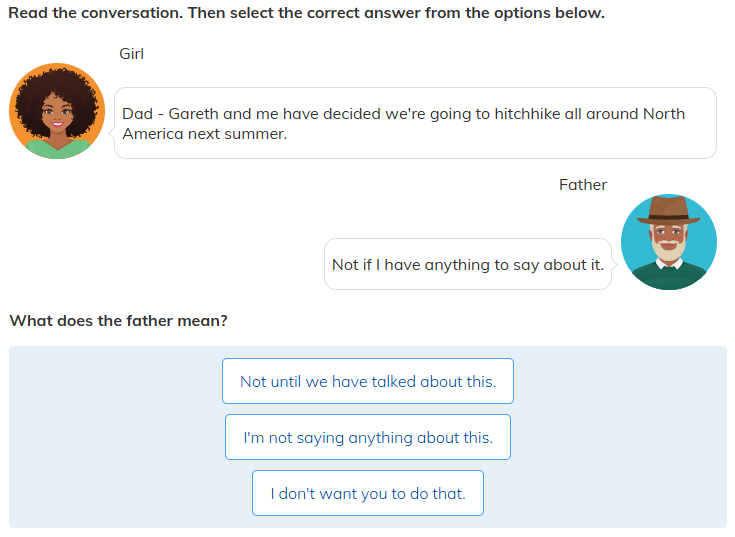 Read the conversation. Then select the correct answer from the options below.
Girl
Dad - Gareth and me have decided we're going to hitchhike all around North
America next summer.
Father
Not if I have anything to say about it.
What does the father mean?
Not until we have talked about this.
I'm not saying anything about this.
I don't want you to do that.